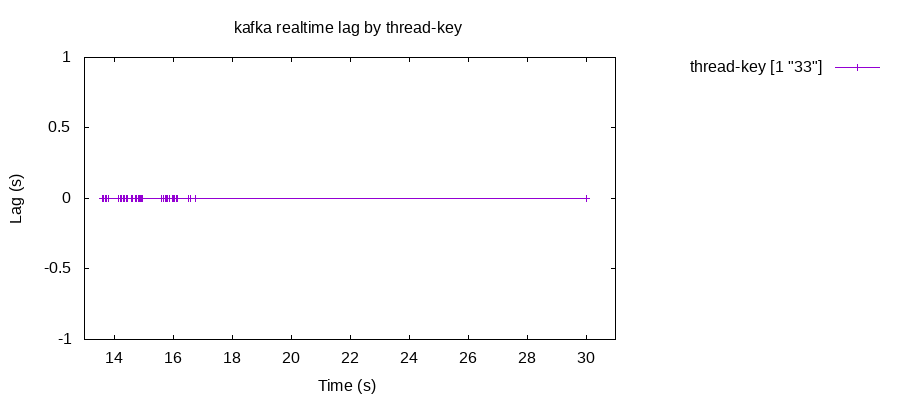 kafka realtime lag by thread-key
thread-key [1 "33"]
1
0.5
0
-0.5
-1
Lag (s)
14 16 18 20 22 24 26 28 30
Time (s)